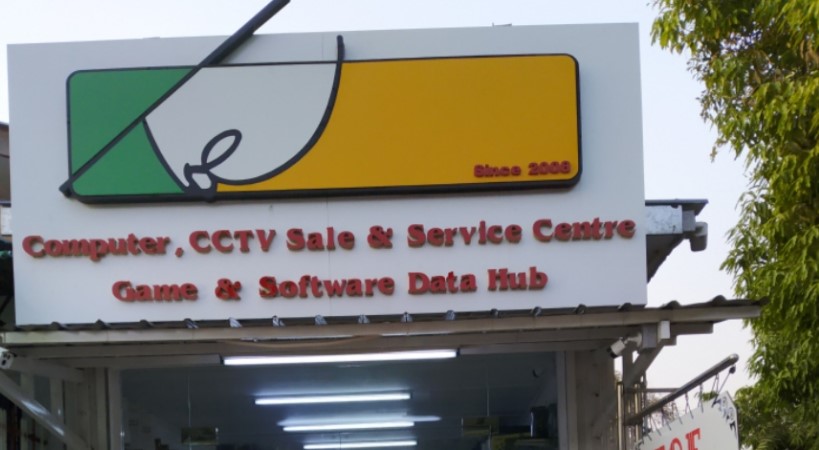 Since 2008
Computer, CCTV Sale & Service Centre
Game & Software Data Hub